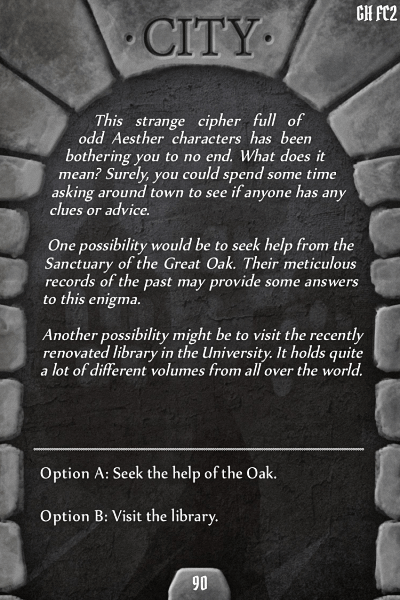 GH FC2
·CITY·
This strange cipher full of
odd Aesther characters has been
bothering you to no end. What does it
mean? Surely, you could spend some time
asking around town to see if anyone has any
clues or advice.
One possibility would be to seek help from the
Sanctuary of the Great Oak. Their meticulous
records of the past may provide some answers
to this enigma.
Another possibility might be to visit the recently
renovated library in the University. It holds quite
a lot of different volumes from all over the world.
Option A: Seek the help of the Oak.
Option B: Visit the library.
90